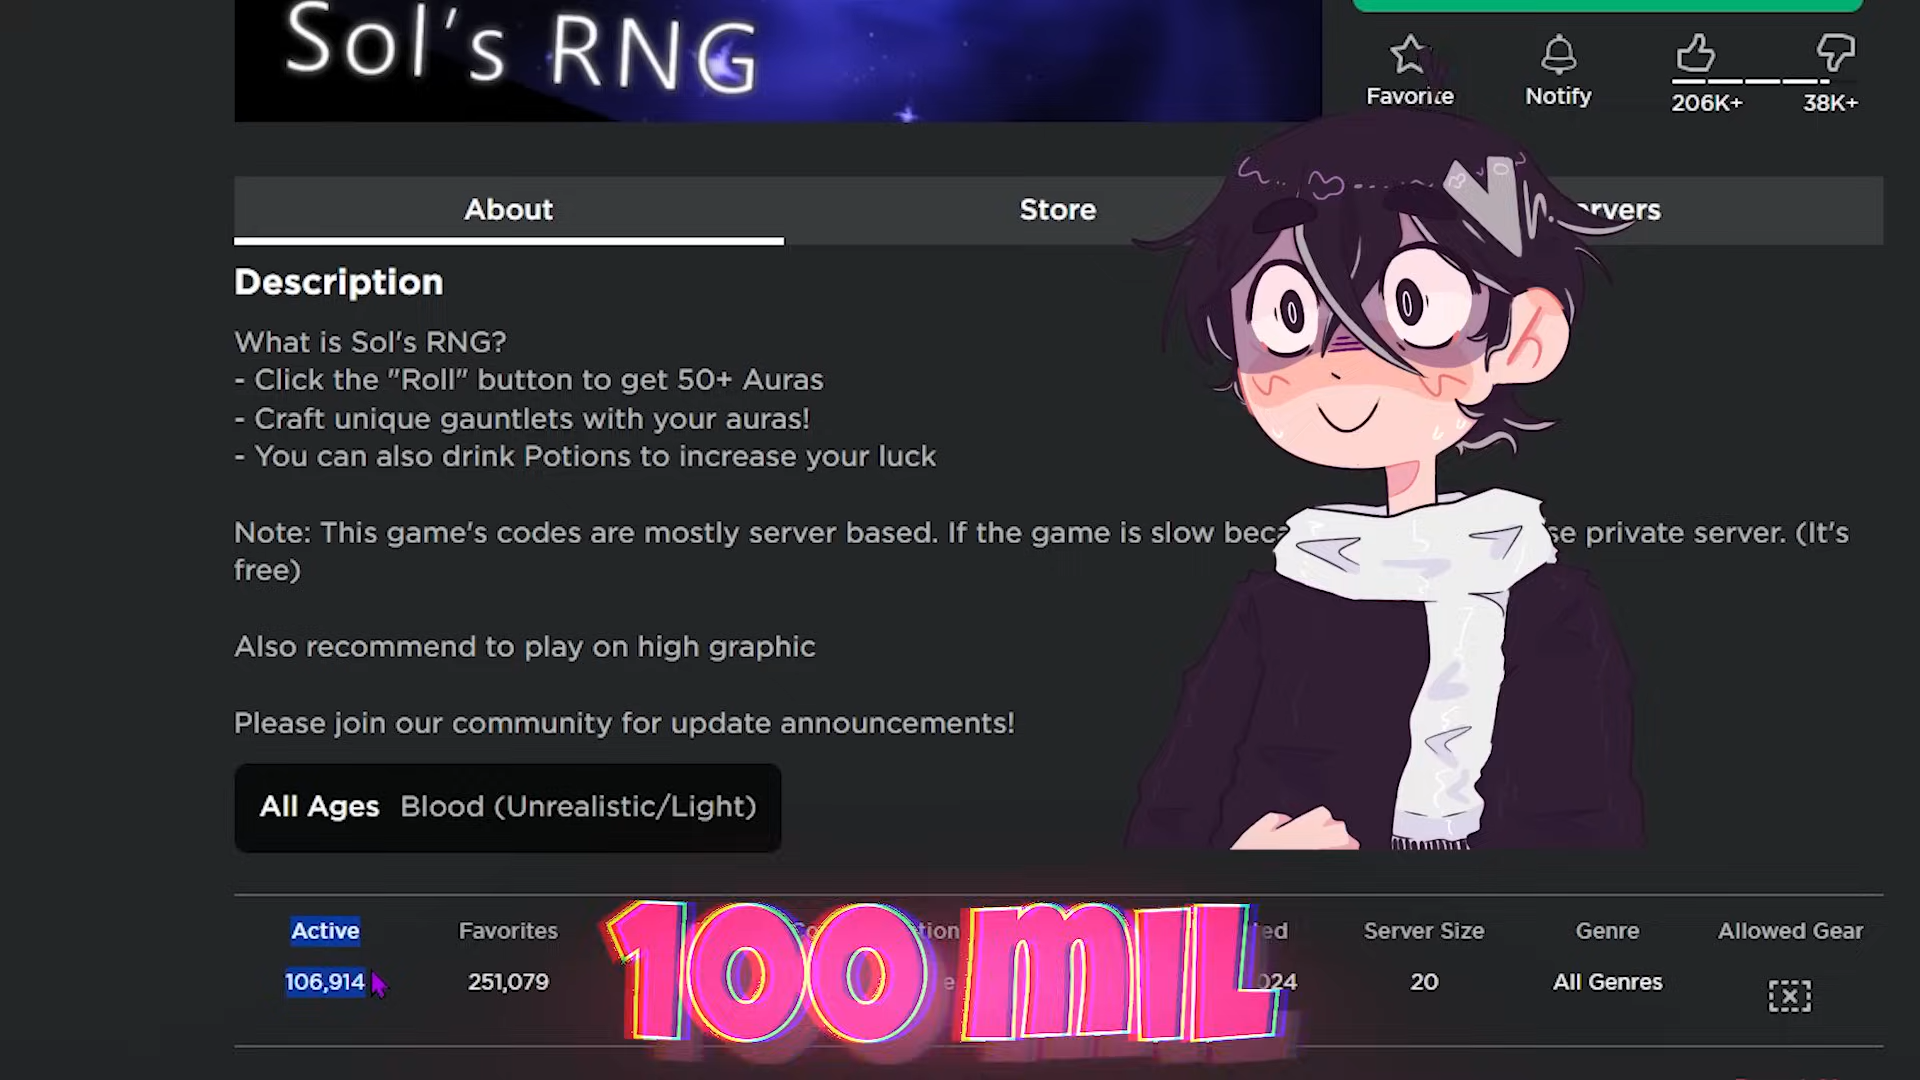 Sol's RNG
Favorite
Notify
206K+
38K+
About
Store
ervers
Description
What is Sol's RNG?
- Click the "Roll" button to get 50+ Auras
- Craft unique gauntlets with your auras!
- You can also drink Potions to increase your luck
Note: This game's codes are mostly server based. If the game is slow beca se private server. (It's
free)
Also recommend to play on high graphic
Please join our community for update announcements!
All Ages Blood (Unrealistic/Light)
Active
Favorites
Server Size
Genre
Allowed Gear
106,914
251,079
024
20
All Genres
100 MIL